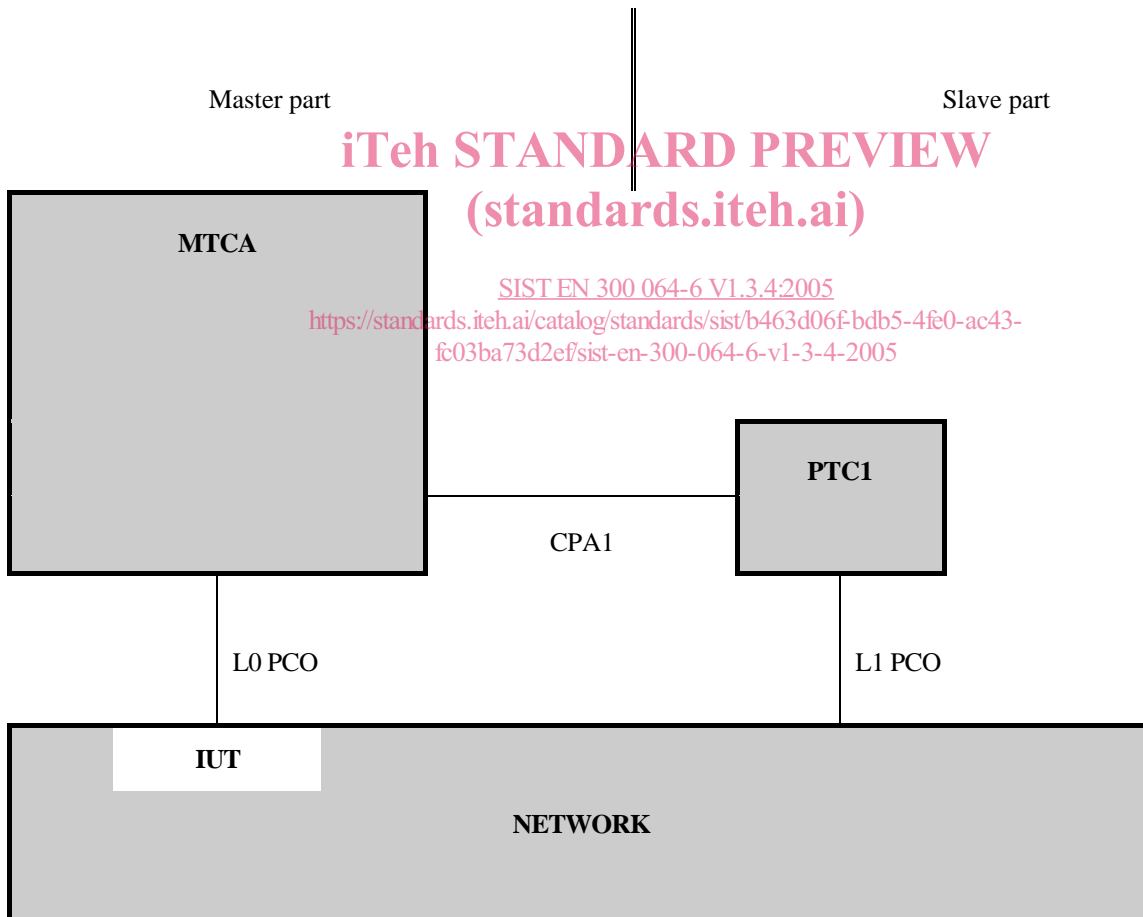 Master part
Slave part
iTeh STANDARD PREVIEW
(standards.iteh.ai)
MTCA
SIST EN 300 064-6 V1.3.4:2005
https://standards.iteh.ai/catalog/standards/sist/b463d06f-bdb5-4fe0-ac43-
fc03ba73d2ef/sist-en-300-064-6-v1-3-4-2005
PTC1
CPA1
L0 PCO
L1 PCO
IUT
NETWORK